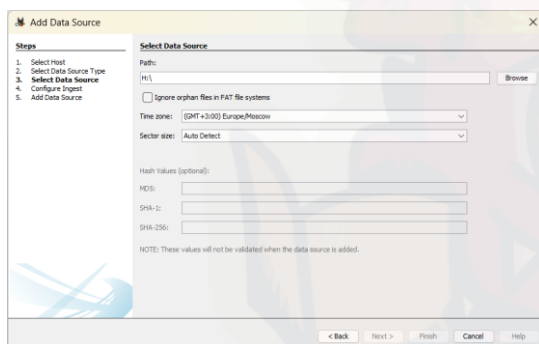 Add Data Source
Steps
1. Select Host
2. Select Data Source Type
3. Select Data Source
4. Configure Ingest
5. Add Data Source
Select Data Source
Path:
H:\
Browse
Ignore orphan files in FAT file systems
Time zone: (GMT+3:00) Europe/Moscow
Sector size: Auto Detect
Hash Values (optional):
MD5:
SHA-1:
SHA-256:
NOTE: These values will not be validated when the data source is added.
< Back Next > Finish Cancel Help